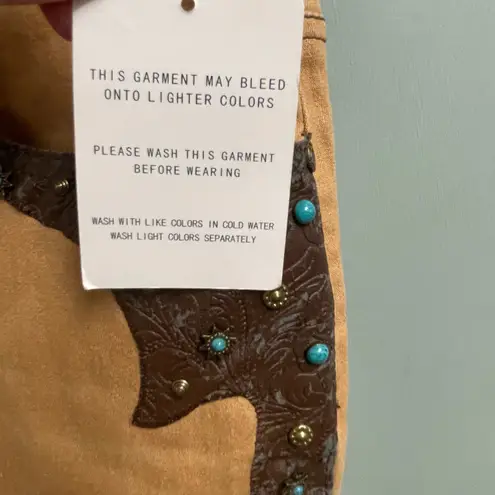 THIS GARMENT MAY BLEED
ONTO LIGHTER COLORS
PLEASE WASH THIS GARMENT
BEFORE WEARING
WASH WITH LIKE COLORS IN COLD WATER
WASH LIGHT COLORS SEPARATELY